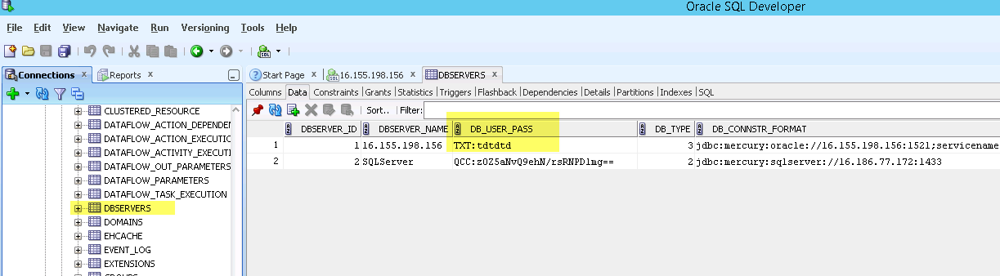 Oracle SQL Developer
File Edit View Navigate Run Versioning Tools Help
Connections x Reports x
Start Page x 16.155.198.156 x DBSERVERS x
Columns Data Constraints Grants Statistics Triggers Flashback Dependencies Details Partitions Indexes SQL
Sort.. Filter:
DBSERVER_ID DBSERVER_NAME DB_USER_PASS DB_TYPE DB_CONNSTR_FORMAT
1 1 16.155.198.156 TXT:tdtdtd 3 jdbc:mercury:oracle://16.155.198.156:1521;servicename
2 2 SQLServer QCC:zOZ5aNvQ9ehN/rsRNPDlmg== 2 jdbc:mercury:sqlserver://16.186.77.172:1433
CLUSTERED_RESOURCE
DATAFLOW_ACTION_DEPENDEN
DATAFLOW_ACTION_EXECUTIO
DATAFLOW_ACTIVITY_EXECUTI
DATAFLOW_OUT_PARAMETERS
DATAFLOW_PARAMETERS
DATAFLOW_TASK_EXECUTION
DBSERVERS
DOMAINS
EHCACHE
EVENT_LOG
EXTENSIONS